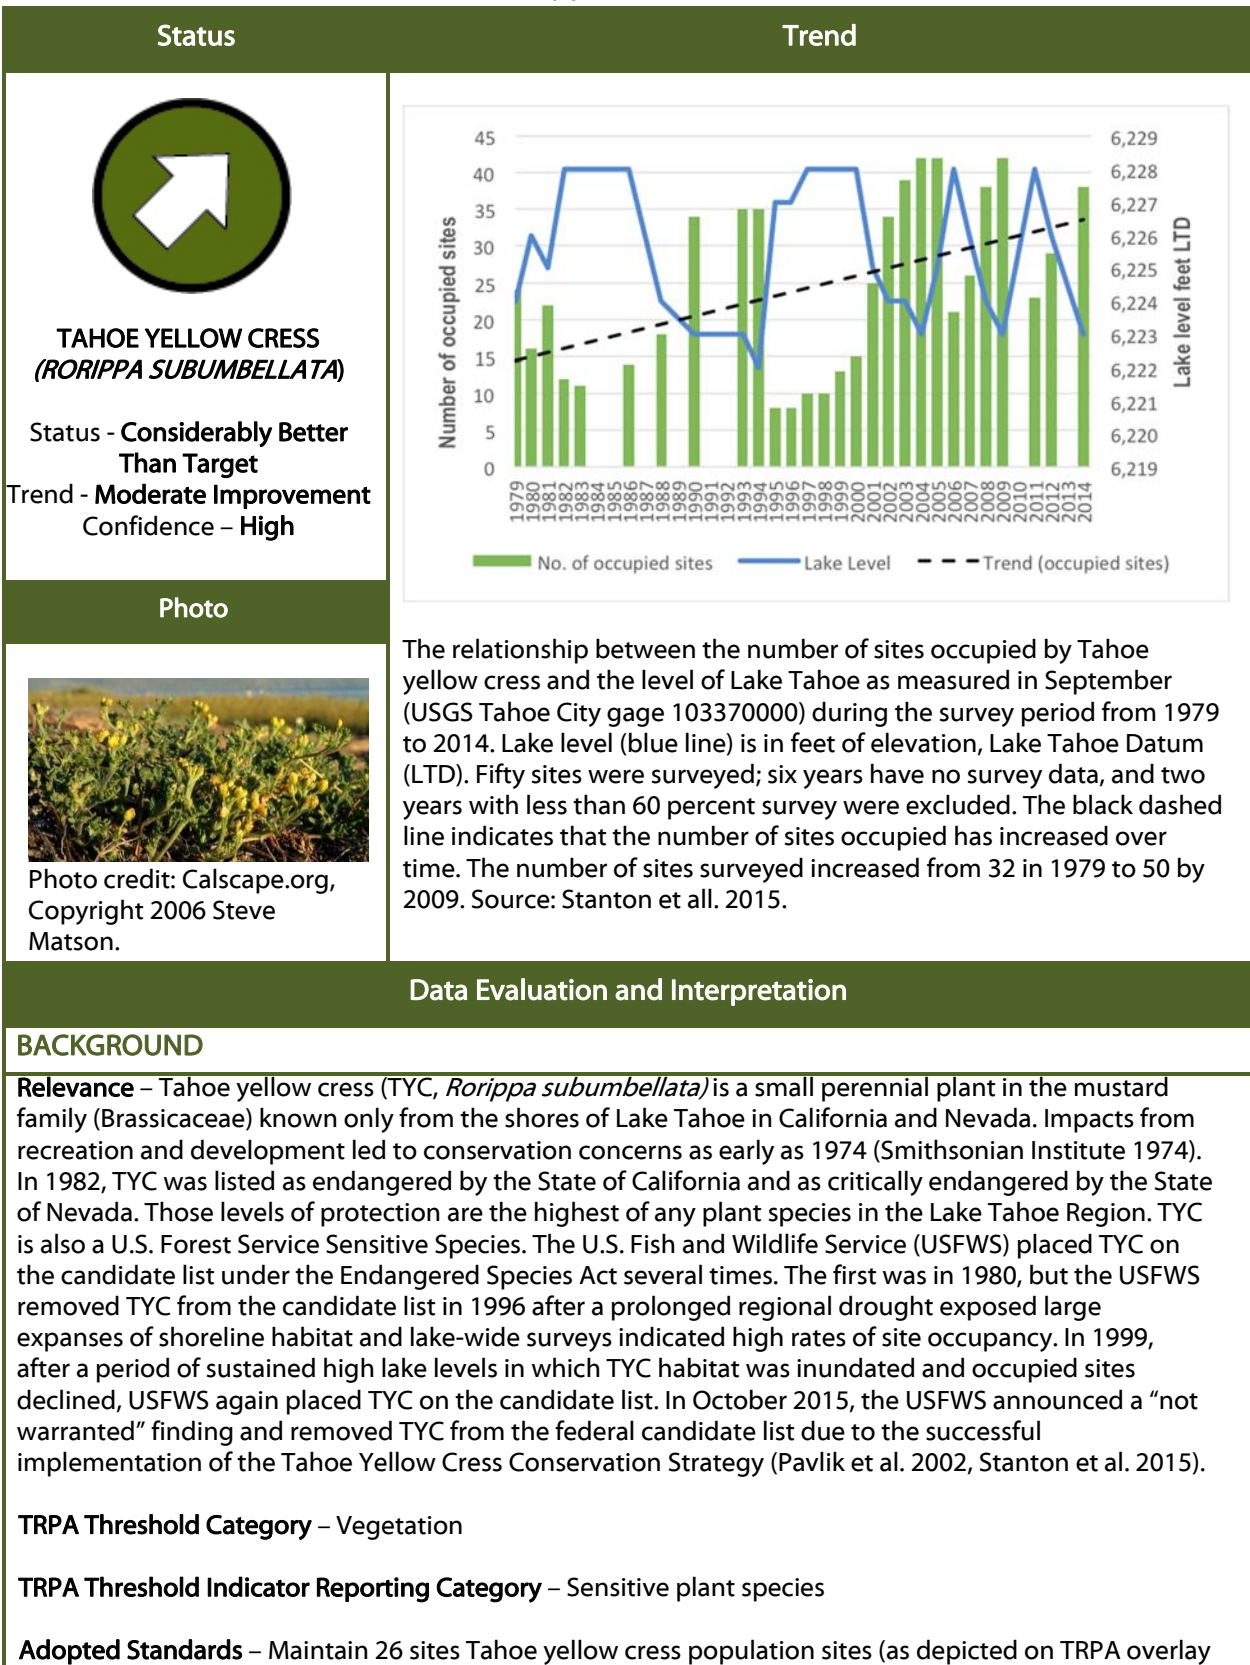 Status
Trend
TAHOE YELLOW CRESS
(RORIPPA SUBUMBELLATA)
Status - Considerably Better
Than Target
Trend - Moderate Improvement
Confidence – High
Photo
Photo credit: Calscape.org,
Copyright 2006 Steve
Matson.
Number of occupied sites
45
40
35
30
25
20
15
10
5
0
6,229
6,228
6,227
6,226
6,225
6,224
6,223
6,222
6,221
6,220
6,219
Lake level feet LTD
1979 1980 1981 1982 1983 1984 1985 1986 1987 1988 1989 1990 1991 1992 1993 1994 1995 1996 1997 1998 1999 2000 2001 2002 2003 2004 2005 2006 2007 2008 2009 2010 2011 2012 2013 2014
No. of occupied sites Lake Level Trend (occupied sites)
The relationship between the number of sites occupied by Tahoe
yellow cress and the level of Lake Tahoe as measured in September
(USGS Tahoe City gage 103370000) during the survey period from 1979
to 2014. Lake level (blue line) is in feet of elevation, Lake Tahoe Datum
(LTD). Fifty sites were surveyed; six years have no survey data, and two
years with less than 60 percent survey were excluded. The black dashed
line indicates that the number of sites occupied has increased over
time. The number of sites surveyed increased from 32 in 1979 to 50 by
2009. Source: Stanton et all. 2015.
Data Evaluation and Interpretation
BACKGROUND
Relevance – Tahoe yellow cress (TYC, Rorippa subumbellata) is a small perennial plant in the mustard
family (Brassicaceae) known only from the shores of Lake Tahoe in California and Nevada. Impacts from
recreation and development led to conservation concerns as early as 1974 (Smithsonian Institute 1974).
In 1982, TYC was listed as endangered by the State of California and as critically endangered by the State
of Nevada. Those levels of protection are the highest of any plant species in the Lake Tahoe Region. TYC
is also a U.S. Forest Service Sensitive Species. The U.S. Fish and Wildlife Service (USFWS) placed TYC on
the candidate list under the Endangered Species Act several times. The first was in 1980, but the USFWS
removed TYC from the candidate list in 1996 after a prolonged regional drought exposed large
expanses of shoreline habitat and lake-wide surveys indicated high rates of site occupancy. In 1999,
after a period of sustained high lake levels in which TYC habitat was inundated and occupied sites
declined, USFWS again placed TYC on the candidate list. In October 2015, the USFWS announced a “not
warranted” finding and removed TYC from the federal candidate list due to the successful
implementation of the Tahoe Yellow Cress Conservation Strategy (Pavlik et al. 2002, Stanton et al. 2015).
TRPA Threshold Category – Vegetation
TRPA Threshold Indicator Reporting Category – Sensitive plant species
Adopted Standards – Maintain 26 sites Tahoe yellow cress population sites (as depicted on TRPA overlay